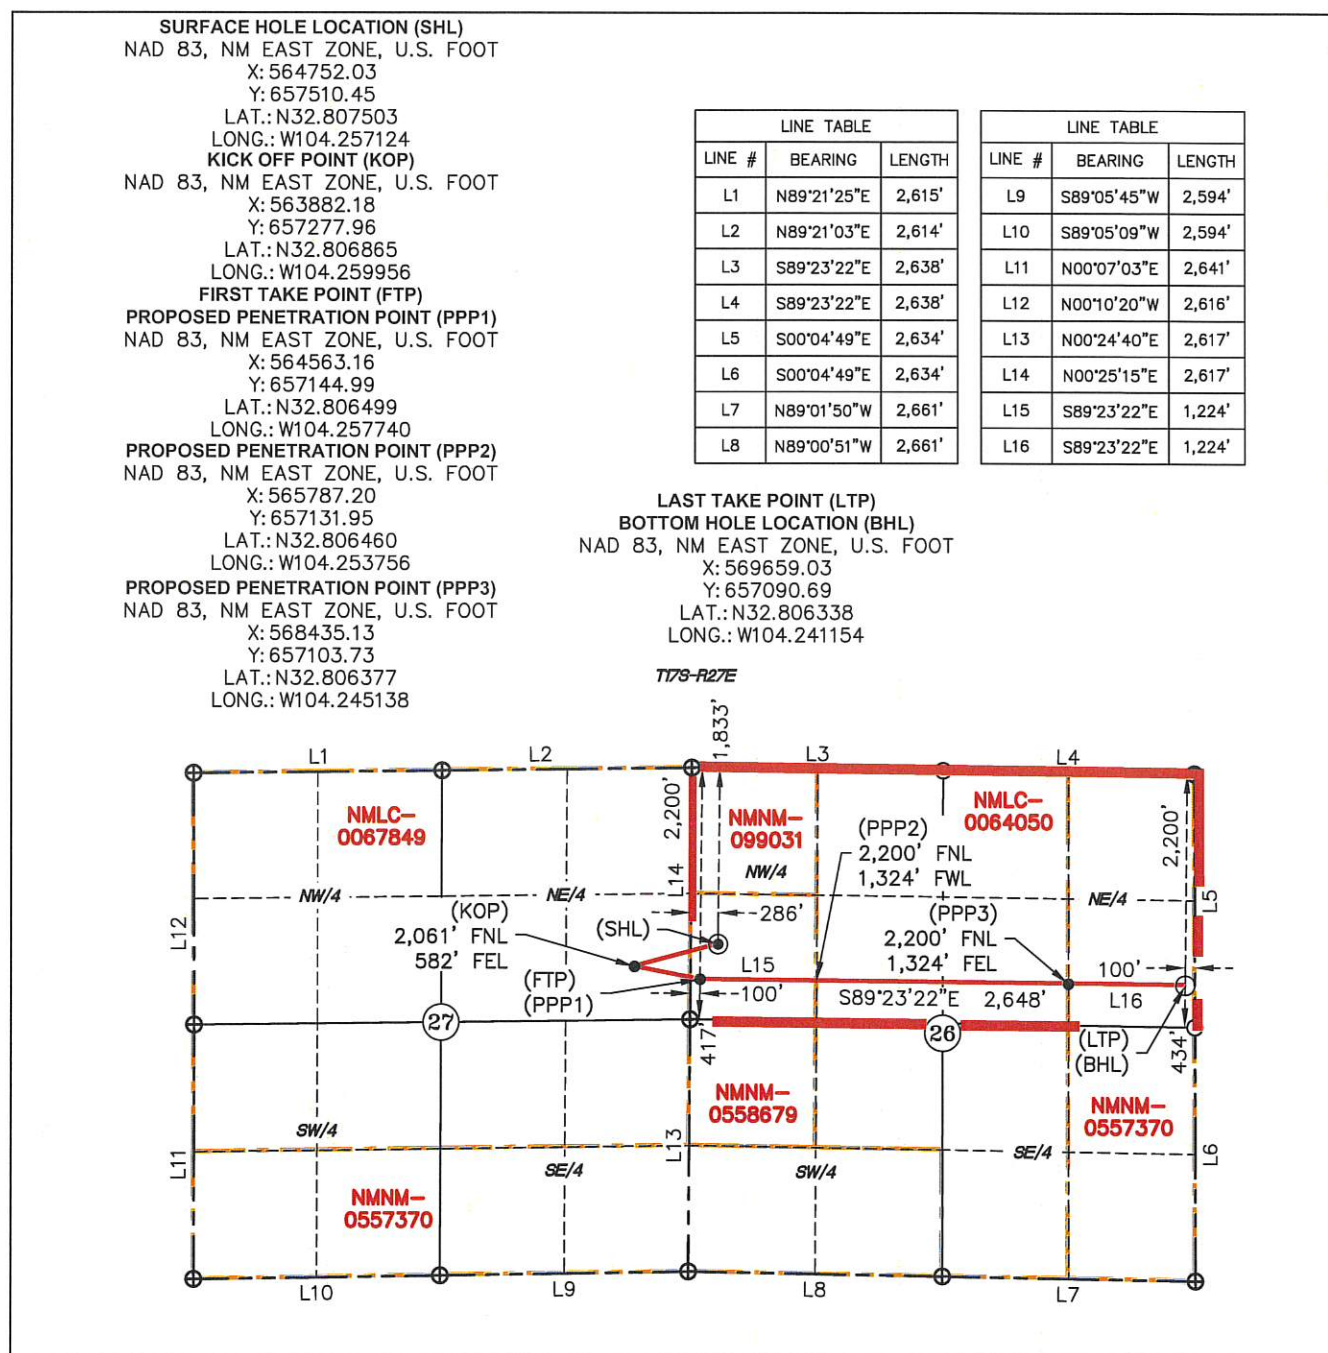 SURFACE HOLE LOCATION (SHL)
NAD 83, NM EAST ZONE, U.S. FOOT
X: 564752.03
Y: 657510.45
LAT.: N32.807503
LONG.: W104.257124
KICK OFF POINT (KOP)
NAD 83, NM EAST ZONE, U.S. FOOT
X: 563882.18
Y: 657277.96
LAT.: N32.806865
LONG.: W104.259956
FIRST TAKE POINT (FTP)
PROPOSED PENETRATION POINT (PPP1)
NAD 83, NM EAST ZONE, U.S. FOOT
X: 564563.16
Y: 657144.99
LAT.: N32.806499
LONG.: W104.257740
PROPOSED PENETRATION POINT (PPP2)
NAD 83, NM EAST ZONE, U.S. FOOT
X: 565787.20
Y: 657131.95
LAT.: N32.806460
LONG.: W104.253756
PROPOSED PENETRATION POINT (PPP3)
NAD 83, NM EAST ZONE, U.S. FOOT
X: 568435.13
Y: 657103.73
LAT.: N32.806377
LONG.: W104.245138
LINE TABLE
LINE # BEARING LENGTH
L1 N89°21'25"E 2,615'
L2 N89°21'03"E 2,614'
L3 S89°23'22"E 2,638'
L4 S89°23'22"E 2,638'
L5 S00°04'49"E 2,634'
L6 S00°04'49"E 2,634'
L7 N89°01'50"W 2,661'
L8 N89°00'51"W 2,661'
LINE TABLE
LINE # BEARING LENGTH
L9 S89°05'45"W 2,594'
L10 S89°05'09"W 2,594'
L11 N00°07'03"E 2,641'
L12 N00°10'20"W 2,616'
L13 N00°24'40"E 2,617'
L14 N00°25'15"E 2,617'
L15 S89°23'22"E 1,224'
L16 S89°23'22"E 1,224'
LAST TAKE POINT (LTP)
BOTTOM HOLE LOCATION (BHL)
NAD 83, NM EAST ZONE, U.S. FOOT
X: 569659.03
Y: 657090.69
LAT.: N32.806338
LONG.: W104.241154
T17S-R27E
1,833'
L1
L2
L3
L4
2,200'
NMLC-
0067849
NMNM-
099031
NMLC-
0064050
2,200'
(PPP2)
2,200' FNL
1,324' FWL
NW/4
NE/4
L14
NW/4
NE/4
L5
L12
(KOP)
2,061' FNL
582' FEL
(SHL)
286'
(PPP3)
2,200' FNL
1,324' FEL
(FTP)
(PPP1)
L15
100'
S89°23'22"E 2,648'
L16
100'
27
26
417'
(LTP)
(BHL)
434'
NMNM-
0558679
NMNM-
0557370
SW/4
SE/4
L13
SW/4
SE/4
L11
L6
NMNM-
0557370
L10
L9
L8
L7